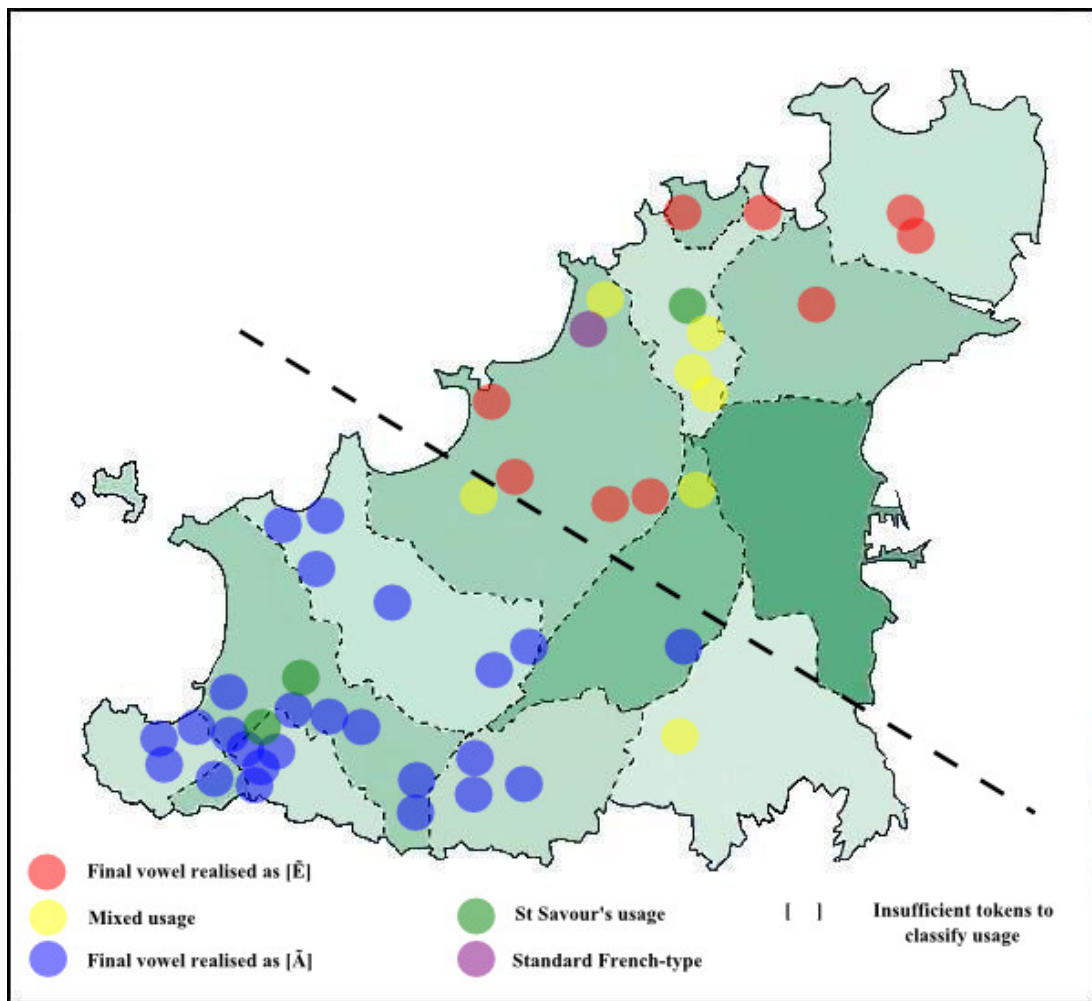 Final vowel realised as [Ẽ]
Mixed usage
Final vowel realised as [Ã]
St Savour's usage
Standard French-type
[ ] Insufficient tokens to
classify usage